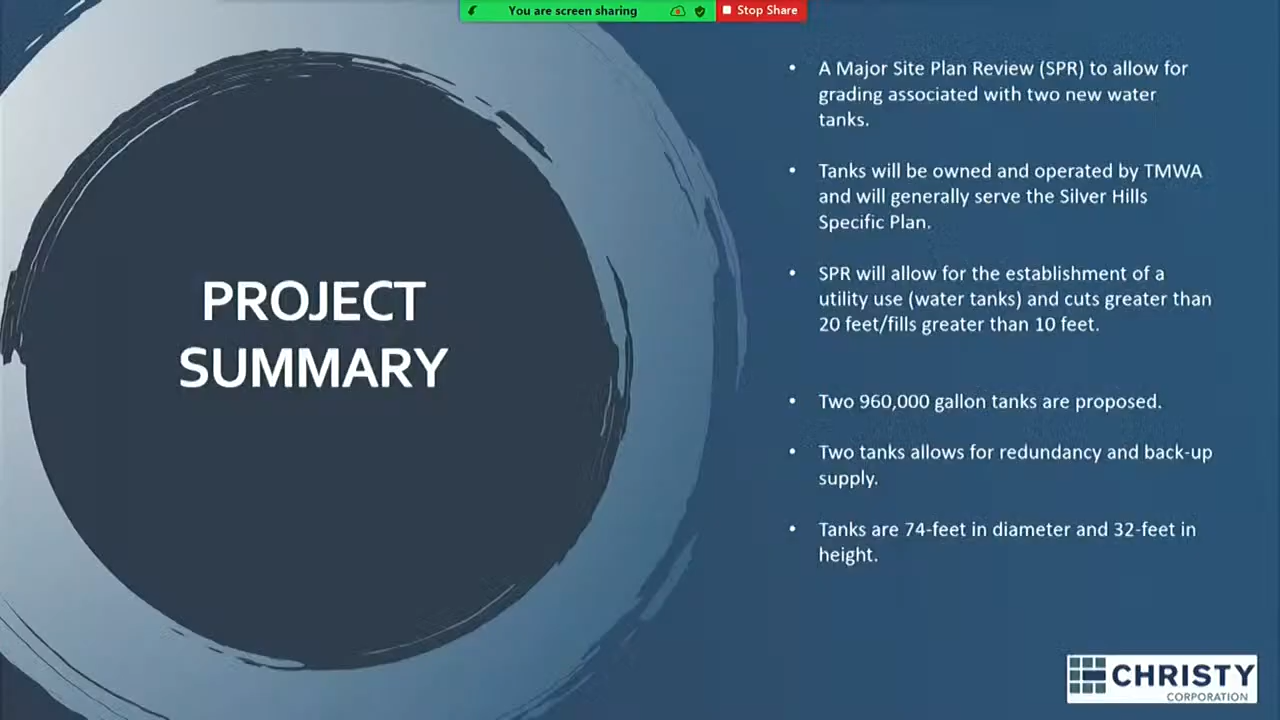 You are screen sharing
Stop Share
PROJECT
SUMMARY
• A Major Site Plan Review (SPR) to allow for
grading associated with two new water
tanks.
• Tanks will be owned and operated by TMWA
and will generally serve the Silver Hills
Specific Plan.
• SPR will allow for the establishment of a
utility use (water tanks) and cuts greater than
20 feet/fills greater than 10 feet.
• Two 960,000 gallon tanks are proposed.
• Two tanks allows for redundancy and back-up
supply.
• Tanks are 74-feet in diameter and 32-feet in
height.
CHRISTY
CORPORATION